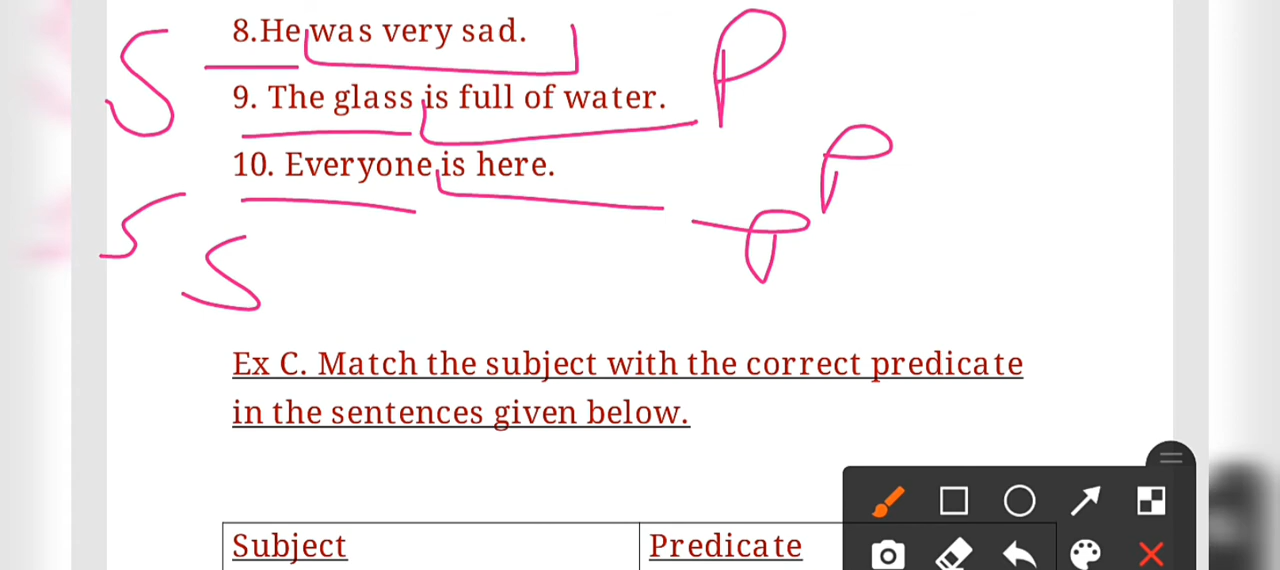 8.He was very sad.
S P
9. The glass is full of water.
10. Everyone is here.
P
S P
S
Ex C. Match the subject with the correct predicate
in the sentences given below.
Subject Predicate